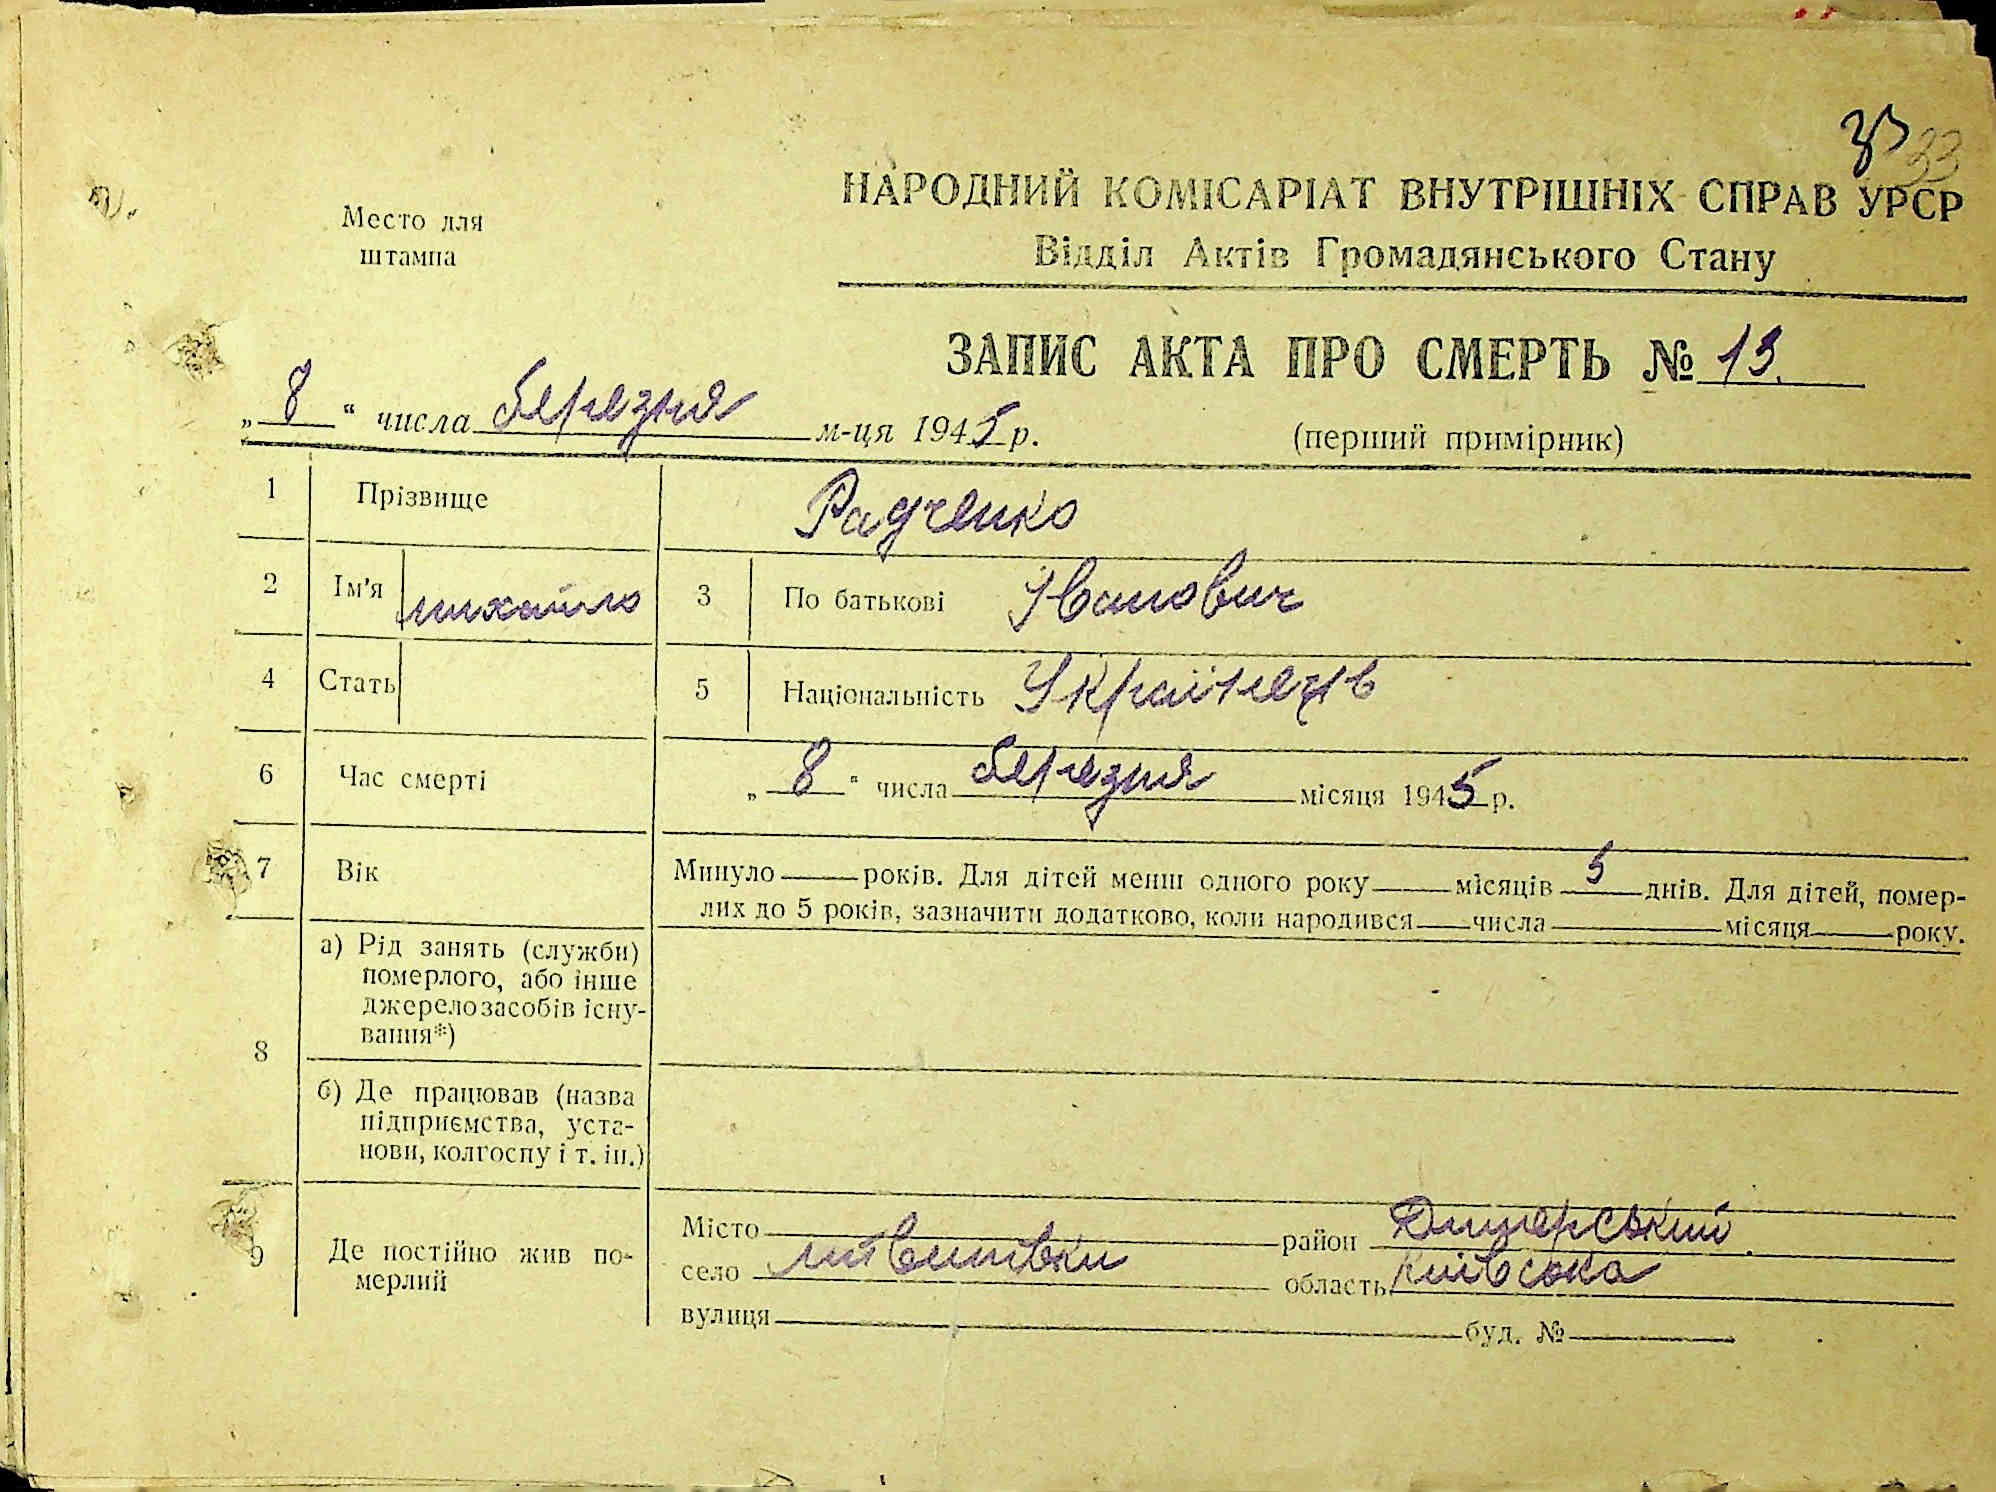 33 33
Место для
штампа
НАРОДНИЙ КОМІСАРІАТ ВНУТРІШНІХ СПРАВ УРСР
Відділ Актів Громадянського Стану
ЗАПИС АКТА ПРО СМЕРТЬ № 13.
„ 8 “ числа березня м-ця 1945 р.
(перший примірник)
1 Прізвище Радченко
2 Ім'я михайло 3 По батькові Іванович
4 Стать 5 Національність Українець
6 Час смерті „ 8 “ числа березня місяця 1945 р.
7 Вік Минуло — років. Для дітей менш одного року — місяців 5 днів. Для дітей, помер-
лих до 5 років, зазначити додатково, коли народився — числа — місяця — року.
8 а) Рід занять (служби)
померлого, або інше
джерело засобів існу-
вання*)
б) Де працював (назва
підприємства, уста-
нови, колгоспу і т. ін.)
9 Де постійно жив по-
мерлий
Місто район Димерський
село литвинівки область Київська
вулиця буд. №